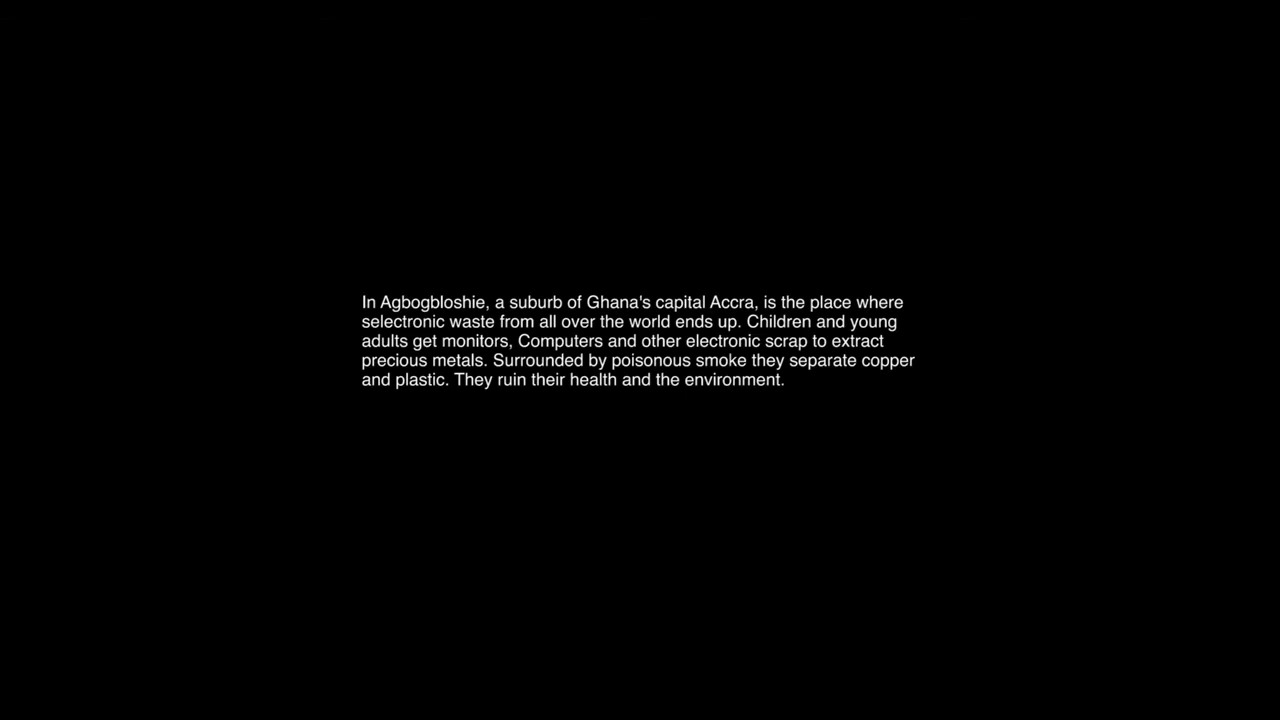 In Agbogbloshie, a suburb of Ghana's capital Accra, is the place where
selectronic waste from all over the world ends up. Children and young
adults get monitors, Computers and other electronic scrap to extract
precious metals. Surrounded by poisonous smoke they separate copper
and plastic. They ruin their health and the environment.